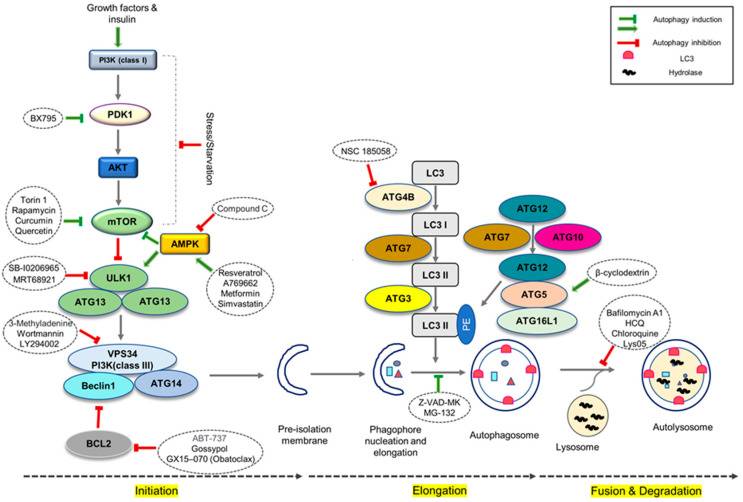 Growth factors &
insulin
PI3K (class I)
BX795
PDK1
AKT
Stress/Starvation
Torin 1
Rapamycin
Curcumin
Quercetin
mTOR
Compound C
AMPK
SB-I0206965
MRT68921
ULK1
ATG13
ATG13
Resveratrol
A769662
Metformin
Simvastatin
3-Methyladenine
Wortmannin
LY294002
VPS34
PI3K(class III)
Beclin1
ATG14
BCL2
ABT-737
Gossypol
GX15–070 (Obatoclax)
Pre-isolation
membrane
NSC 185058
LC3
ATG4B
LC3 I
ATG7
LC3 II
ATG3
LC3 II
PE
ATG12
ATG7
ATG10
ATG12
ATG5
ATG16L1
β-cyclodextrin
Bafilomycin A1
HCQ
Chloroquine
Lys05
Z-VAD-MK
MG-132
Phagophore
nucleation and
elongation
Autophagosome
Lysosome
Autolysosome
Autophagy induction
Autophagy inhibition
LC3
Hydrolase
Initiation
Elongation
Fusion & Degradation